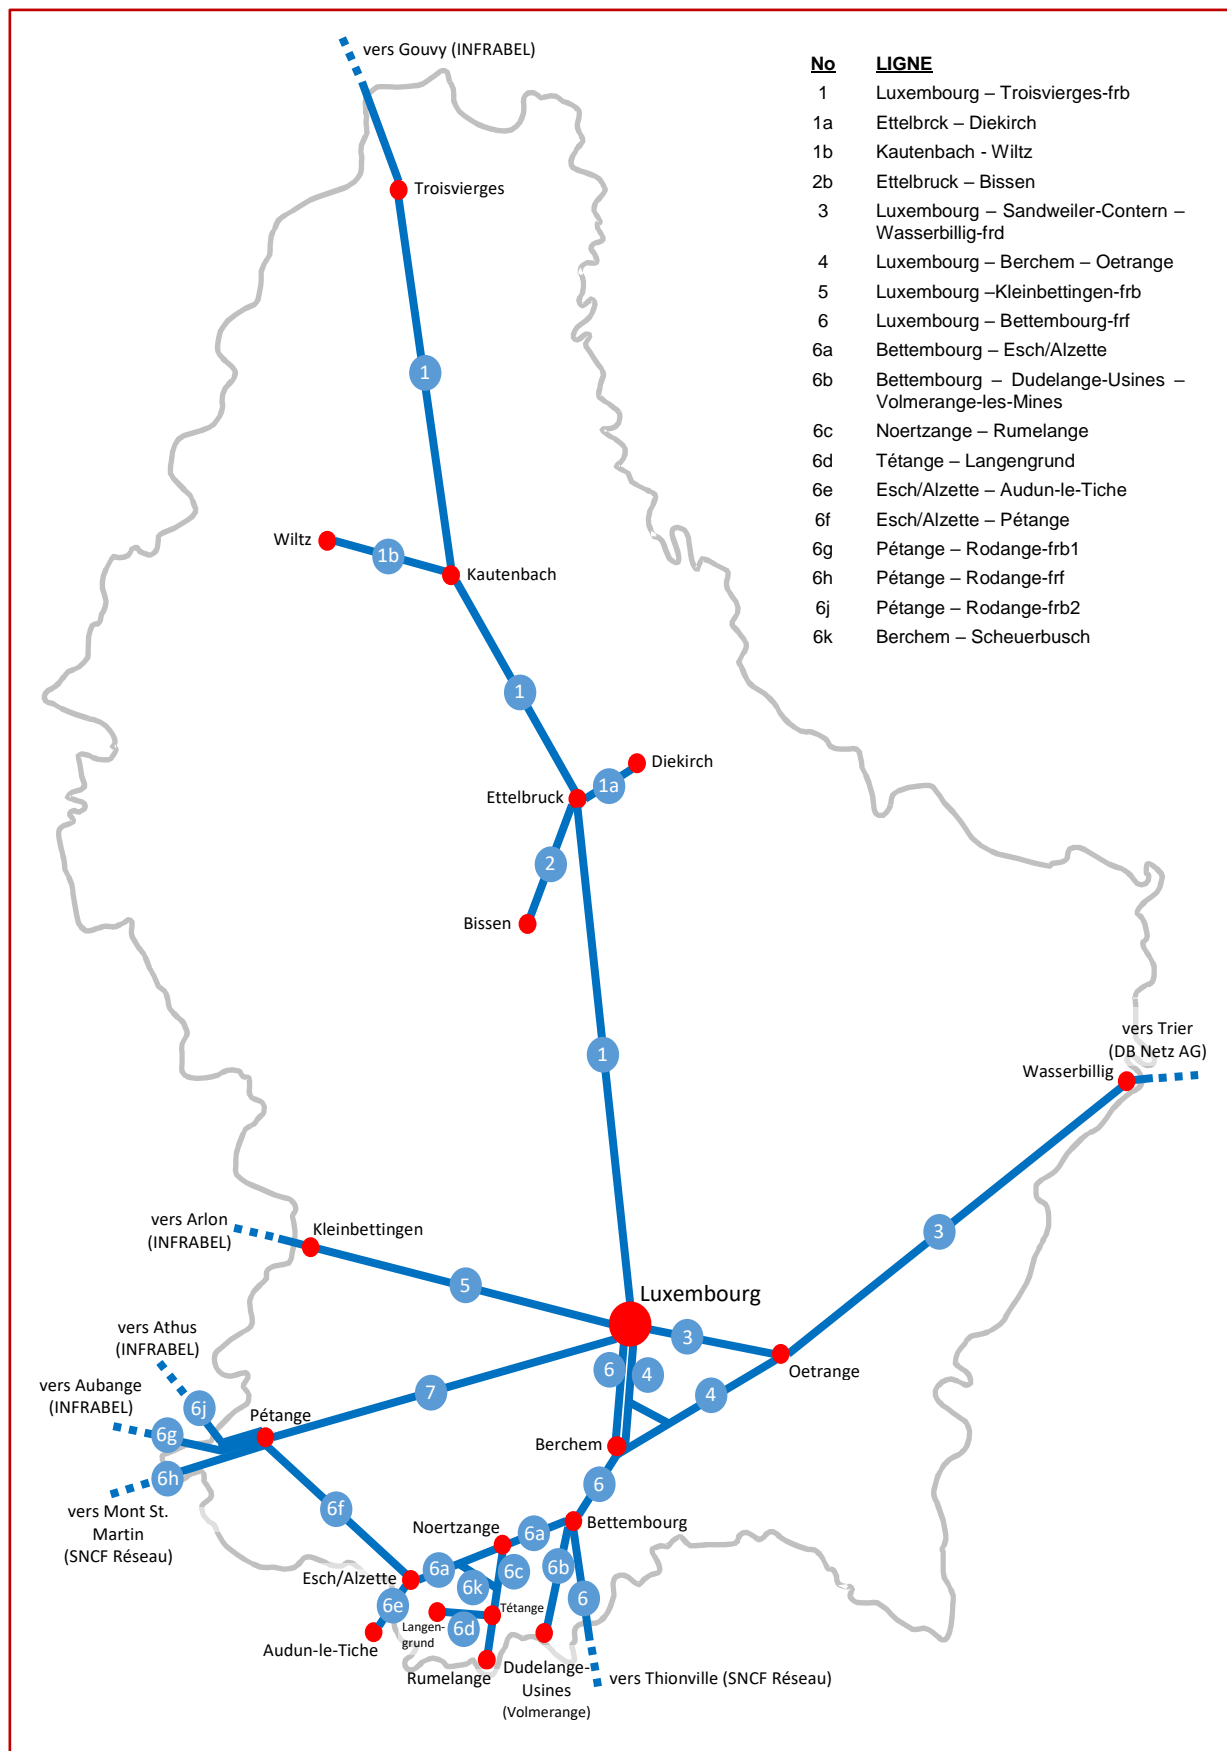 vers Gouvy (INFRABEL)
No LIGNE
1 Luxembourg – Troisvierges-frb
1a Ettelbrck – Diekirch
1b Kautenbach - Wiltz
2b Ettelbruck – Bissen
3 Luxembourg – Sandweiler-Contern –
Wasserbillig-frd
4 Luxembourg – Berchem – Oetrange
5 Luxembourg –Kleinbettingen-frb
6 Luxembourg – Bettembourg-frf
6a Bettembourg – Esch/Alzette
6b Bettembourg – Dudelange-Usines –
Volmerange-les-Mines
6c Noertzange – Rumelange
6d Tétange – Langengrund
6e Esch/Alzette – Audun-le-Tiche
6f Esch/Alzette – Pétange
6g Pétange – Rodange-frb1
6h Pétange – Rodange-frf
6j Pétange – Rodange-frb2
6k Berchem – Scheuerbusch
Troisvierges
1
Wiltz
1b
Kautenbach
1
Diekirch
1a
Ettelbruck
2
Bissen
1
vers Trier
(DB Netz AG)
Wasserbillig
3
vers Arlon
(INFRABEL)
Kleinbettingen
5
Luxembourg
3
Oetrange
6
4
4
7
vers Athus
(INFRABEL)
vers Aubange
(INFRABEL)
6j
Pétange
6g
6h
vers Mont St.
Martin
(SNCF Réseau)
Berchem
6
6f
Noertzange
6a
Bettembourg
Esch/Alzette
6a
6k
6c
6b
6
6e
Langen-
grund
6d
Tétange
Audun-le-Tiche
Rumelange
Dudelange-
Usines
(Volmerange)
vers Thionville (SNCF Réseau)